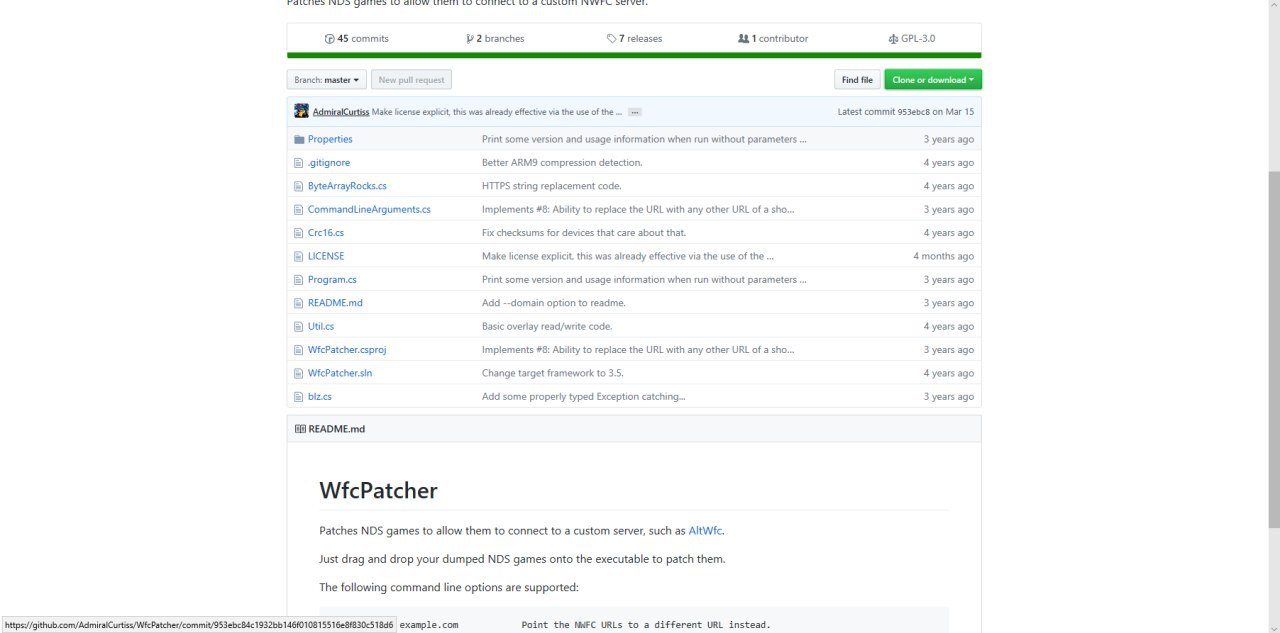 Patches NDS games to allow them to connect to a custom NWFC server.
45 commits 2 branches 7 releases 1 contributor GPL-3.0
Branch: master New pull request Find file Clone or download
AdmiralCurtiss Make license explicit, this was already effective via the use of the ... ... Latest commit 953ebc8 on Mar 15
Properties Print some version and usage information when run without parameters ... 3 years ago
.gitignore Better ARM9 compression detection. 4 years ago
ByteArrayRocks.cs HTTPS string replacement code. 4 years ago
CommandLineArguments.cs Implements #8: Ability to replace the URL with any other URL of a sho... 3 years ago
Crc16.cs Fix checksums for devices that care about that. 4 years ago
LICENSE Make license explicit, this was already effective via the use of the ... 4 months ago
Program.cs Print some version and usage information when run without parameters ... 3 years ago
README.md Add --domain option to readme. 3 years ago
Util.cs Basic overlay read/write code. 4 years ago
WfcPatcher.csproj Implements #8: Ability to replace the URL with any other URL of a sho... 3 years ago
WfcPatcher.sln Change target framework to 3.5. 4 years ago
blz.cs Add some properly typed Exception catching... 3 years ago
README.md
WfcPatcher
Patches NDS games to allow them to connect to a custom server, such as AltWfc.
Just drag and drop your dumped NDS games onto the executable to patch them.
The following command line options are supported:
https://github.com/AdmiralCurtiss/WfcPatcher/commit/953ebc84c1932bb146f010815516e8f830c518d6 example.com Point the NWFC URLs to a different URL instead.